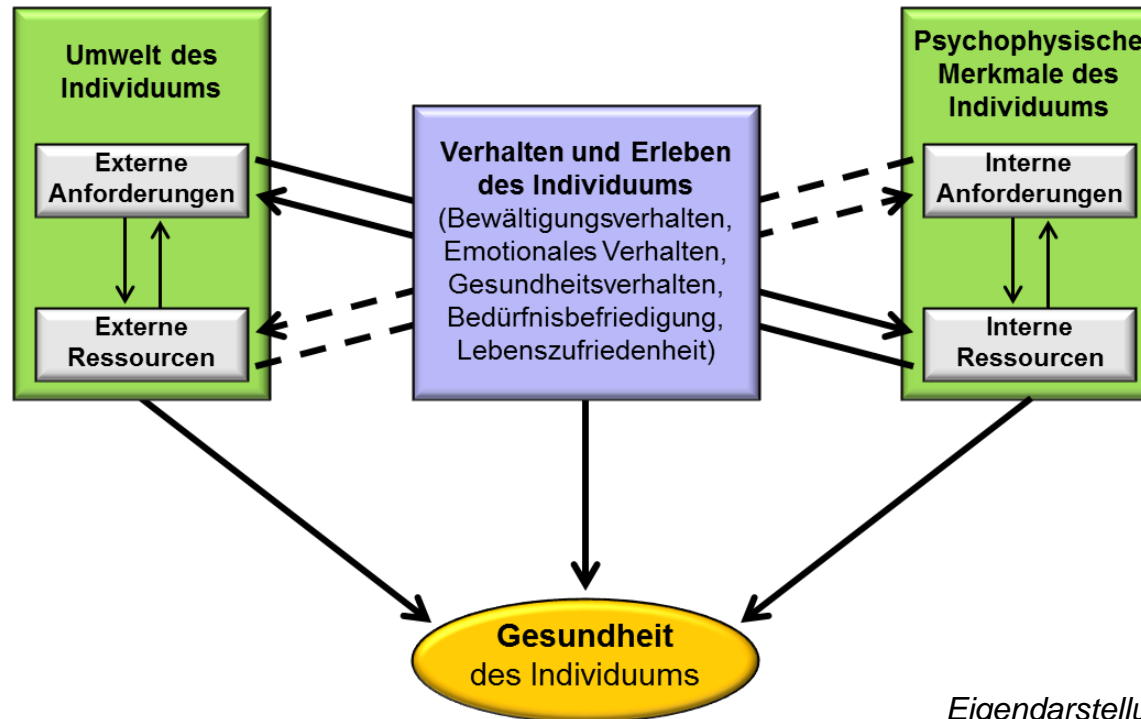 Umwelt des
Individuums
Externe
Anforderungen
Externe
Ressourcen
Verhalten und Erleben
des Individuums
(Bewältigungsverhalten,
Emotionales Verhalten,
Gesundheitsverhalten,
Bedürfnisbefriedigung,
Lebenszufriedenheit)
Psychophysische
Merkmale des
Individuums
Interne
Anforderungen
Interne
Ressourcen
Gesundheit
des Individuums